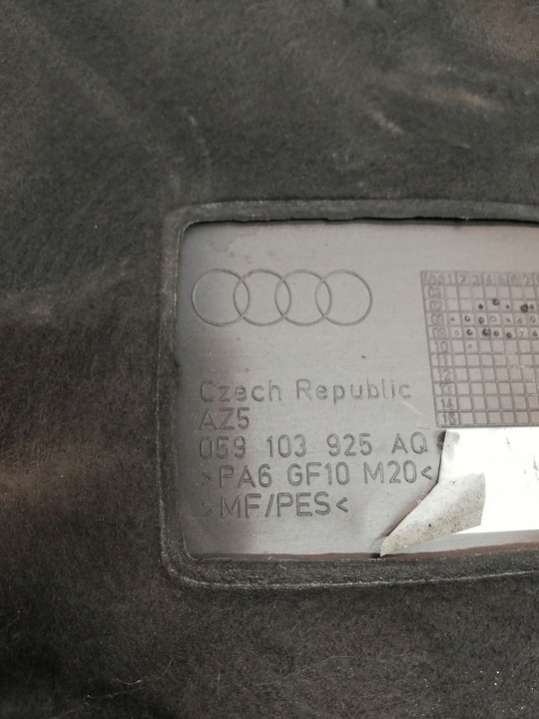 Czech Republic
AZ5
059 103 925 AQ
>PA6 GF10 M20<
>MF/PES<